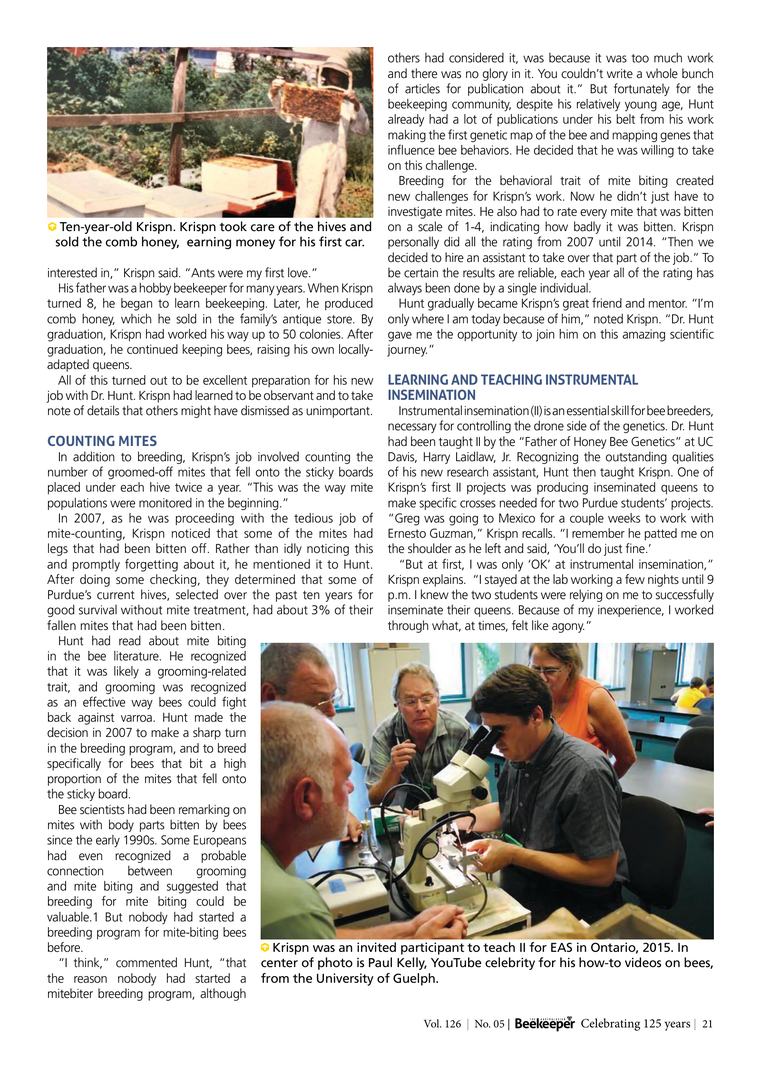 Ten-year-old Krispn. Krispn took care of the hives and
sold the comb honey,  earning money for his first car.
interested in,” Krispn said. “Ants were my first love.”
His father was a hobby beekeeper for many years. When Krispn
turned 8, he began to learn beekeeping. Later, he produced
comb honey, which he sold in the family’s antique store. By
graduation, Krispn had worked his way up to 50 colonies. After
graduation, he continued keeping bees, raising his own locally-
adapted queens.
All of this turned out to be excellent preparation for his new
job with Dr. Hunt. Krispn had learned to be observant and to take
note of details that others might have dismissed as unimportant.
COUNTING MITES
In addition to breeding, Krispn’s job involved counting the
number of groomed-off mites that fell onto the sticky boards
placed under each hive twice a year. “This was the way mite
populations were monitored in the beginning.”
In 2007, as he was proceeding with the tedious job of
mite-counting, Krispn noticed that some of the mites had
legs that had been bitten off. Rather than idly noticing this
and promptly forgetting about it, he mentioned it to Hunt.
After doing some checking, they determined that some of
Purdue’s current hives, selected over the past ten years for
good survival without mite treatment, had about 3% of their
fallen mites that had been bitten.
Hunt had read about mite biting
in the bee literature. He recognized
that it was likely a grooming-related
trait, and grooming was recognized
as an effective way bees could fight
back against varroa. Hunt made the
decision in 2007 to make a sharp turn
in the breeding program, and to breed
specifically for bees that bit a high
proportion of the mites that fell onto
the sticky board.
Bee scientists had been remarking on
mites with body parts bitten by bees
since the early 1990s. Some Europeans
had even recognized a probable
connection between grooming
and mite biting and suggested that
breeding for mite biting could be
valuable.1 But nobody had started a
breeding program for mite-biting bees
before.
“I think,” commented Hunt, “that
the reason nobody had started a
mitebiter breeding program, although
others had considered it, was because it was too much work
and there was no glory in it. You couldn’t write a whole bunch
of articles for publication about it.” But fortunately for the
beekeeping community, despite his relatively young age, Hunt
already had a lot of publications under his belt from his work
making the first genetic map of the bee and mapping genes that
influence bee behaviors. He decided that he was willing to take
on this challenge.
Breeding for the behavioral trait of mite biting created
new challenges for Krispn’s work. Now he didn’t just have to
investigate mites. He also had to rate every mite that was bitten
on a scale of 1-4, indicating how badly it was bitten. Krispn
personally did all the rating from 2007 until 2014. “Then we
decided to hire an assistant to take over that part of the job.” To
be certain the results are reliable, each year all of the rating has
always been done by a single individual.
Hunt gradually became Krispn’s great friend and mentor. “I’m
only where I am today because of him,” noted Krispn. “Dr. Hunt
gave me the opportunity to join him on this amazing scientific
journey.”
LEARNING AND TEACHING INSTRUMENTAL
INSEMINATION
Instrumental insemination (II) is an essential skill for bee breeders,
necessary for controlling the drone side of the genetics. Dr. Hunt
had been taught II by the “Father of Honey Bee Genetics” at UC
Davis, Harry Laidlaw, Jr. Recognizing the outstanding qualities
of his new research assistant, Hunt then taught Krispn. One of
Krispn’s first II projects was producing inseminated queens to
make specific crosses needed for two Purdue students’ projects.
“Greg was going to Mexico for a couple weeks to work with
Ernesto Guzman,” Krispn recalls. “I remember he patted me on
the shoulder as he left and said, ‘You’ll do just fine.’
“But at first, I was only ‘OK’ at instrumental insemination,”
Krispn explains.  “I stayed at the lab working a few nights until 9
p.m. I knew the two students were relying on me to successfully
inseminate their queens. Because of my inexperience, I worked
through what, at times, felt like agony.”
Krispn was an invited participant to teach II for EAS in Ontario, 2015. In
center of photo is Paul Kelly, YouTube celebrity for his how-to videos on bees,
from the University of Guelph.
Vol. 126 | No. 05 | Beekeeper Celebrating 125 years | 21